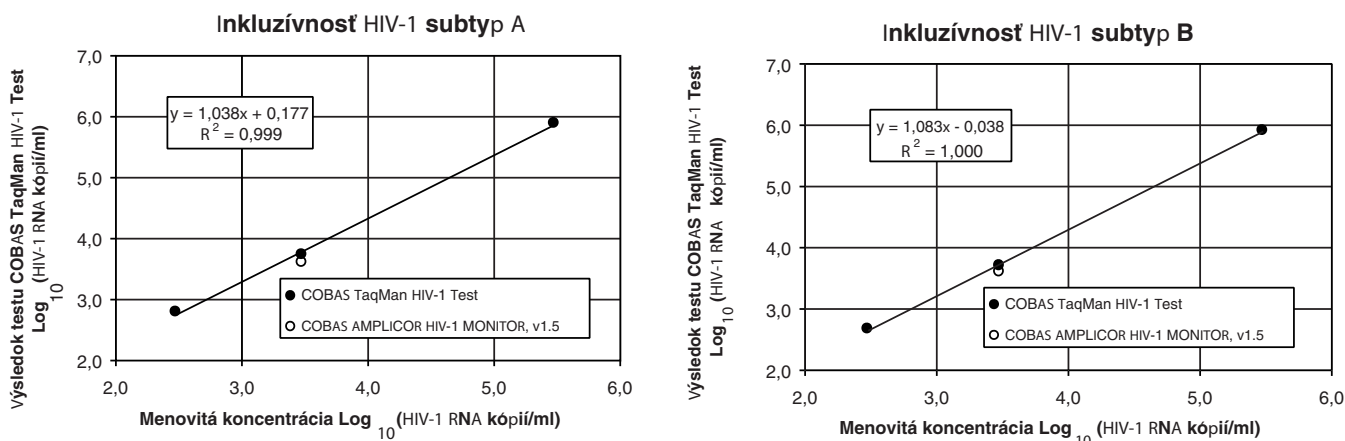 Inkluzívnosť HIV-1 subtyp A
Výsledok testu COBAS TaqMan HIV-1 Test
Log10 (HIV-1 RNA kópií/ml)
7,0
6,0
5,0
4,0
3,0
2,0
y = 1,038x + 0,177
R2 = 0,999
COBAS TaqMan HIV-1 Test
COBAS AMPLICOR HIV-1 MONITOR, v1.5
2,0 3,0 4,0 5,0 6,0
Menovitá koncentrácia Log10 (HIV-1 RNA kópií/ml)
Inkluzívnosť HIV-1 subtyp B
Výsledok testu COBAS TaqMan HIV-1 Test
Log10 (HIV-1 RNA kópií/ml)
7,0
6,0
5,0
4,0
3,0
2,0
y = 1,083x - 0,038
R2 = 1,000
COBAS TaqMan HIV-1 Test
COBAS AMPLICOR HIV-1 MONITOR, v1.5
2,0 3,0 4,0 5,0 6,0
Menovitá koncentrácia Log10 (HIV-1 RNA kópií/ml)